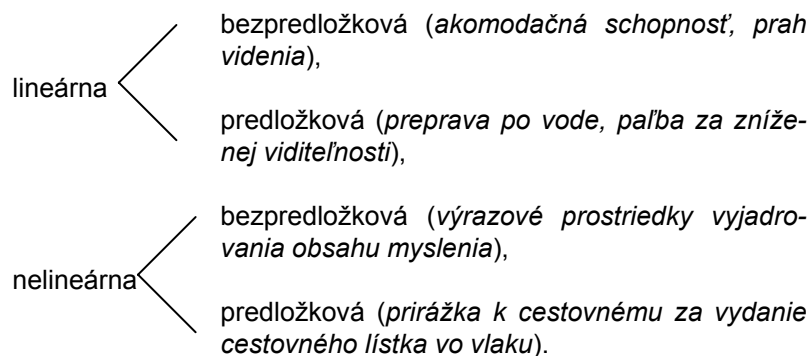 bezpredložková (akomodačná schopnosť, prah
videnia),
lineárna
predložková (preprava po vode, paľba za zníže-
nej viditeľnosti),
bezpredložková (výrazové prostriedky vyjadro-
vania obsahu myslenia),
nelineárna
predložková (prirážka k cestovnému za vydanie
cestovného lístka vo vlaku).